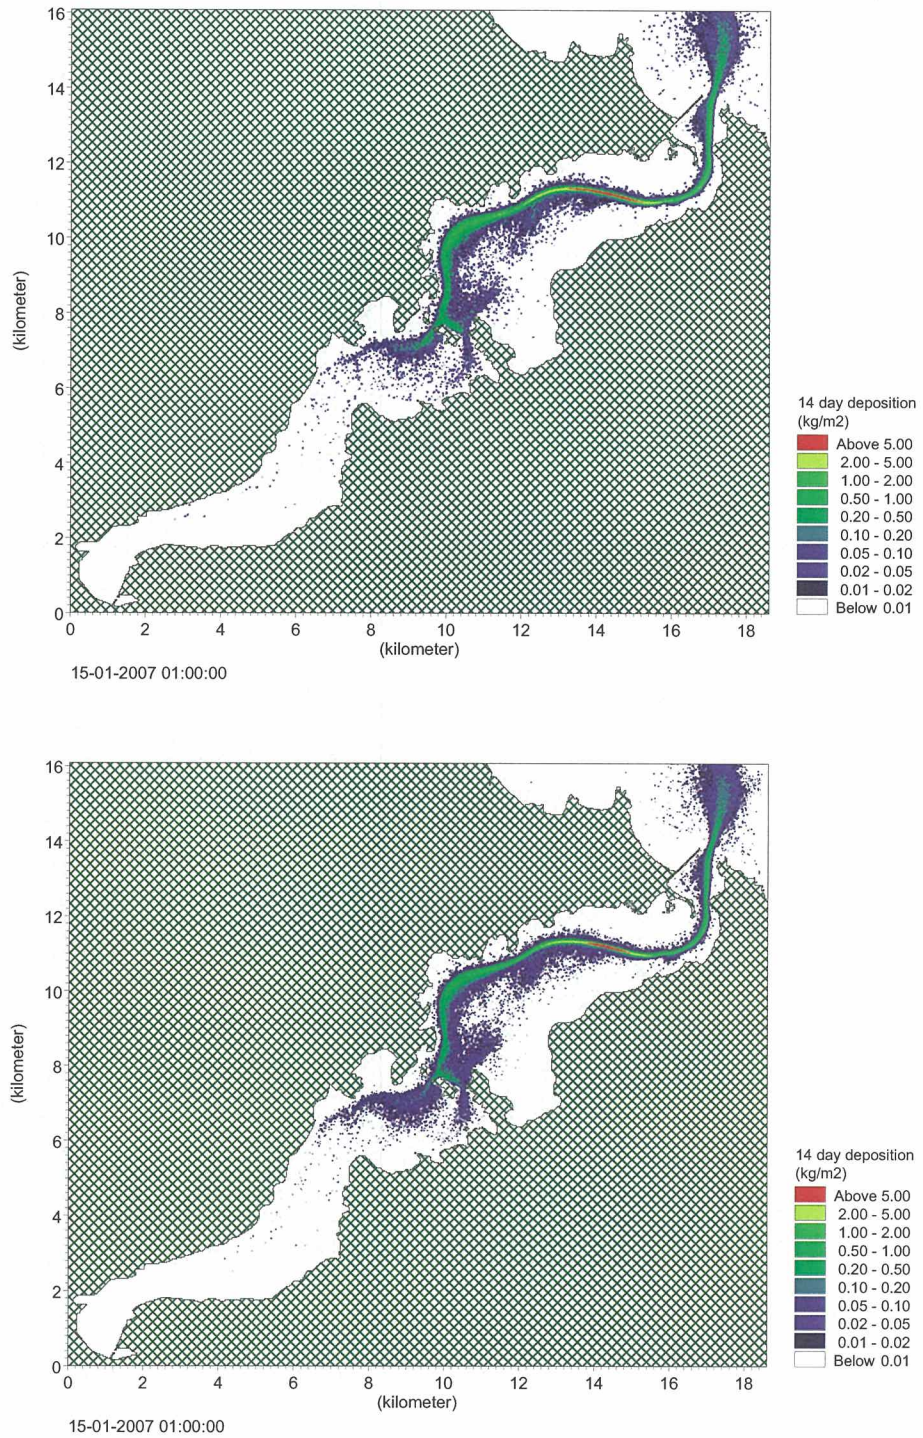 16
14
12
10
8
6
4
2
0
(kilometer)
0 2 4 6 8 10 12 14 16 18
(kilometer)
15-01-2007 01:00:00
14 day deposition
(kg/m2)
Above 5.00
2.00 - 5.00
1.00 - 2.00
0.50 - 1.00
0.20 - 0.50
0.10 - 0.20
0.05 - 0.10
0.02 - 0.05
0.01 - 0.02
Below 0.01
16
14
12
10
8
6
4
2
0
(kilometer)
0 2 4 6 8 10 12 14 16 18
(kilometer)
15-01-2007 01:00:00
14 day deposition
(kg/m2)
Above 5.00
2.00 - 5.00
1.00 - 2.00
0.50 - 1.00
0.20 - 0.50
0.10 - 0.20
0.05 - 0.10
0.02 - 0.05
0.01 - 0.02
Below 0.01